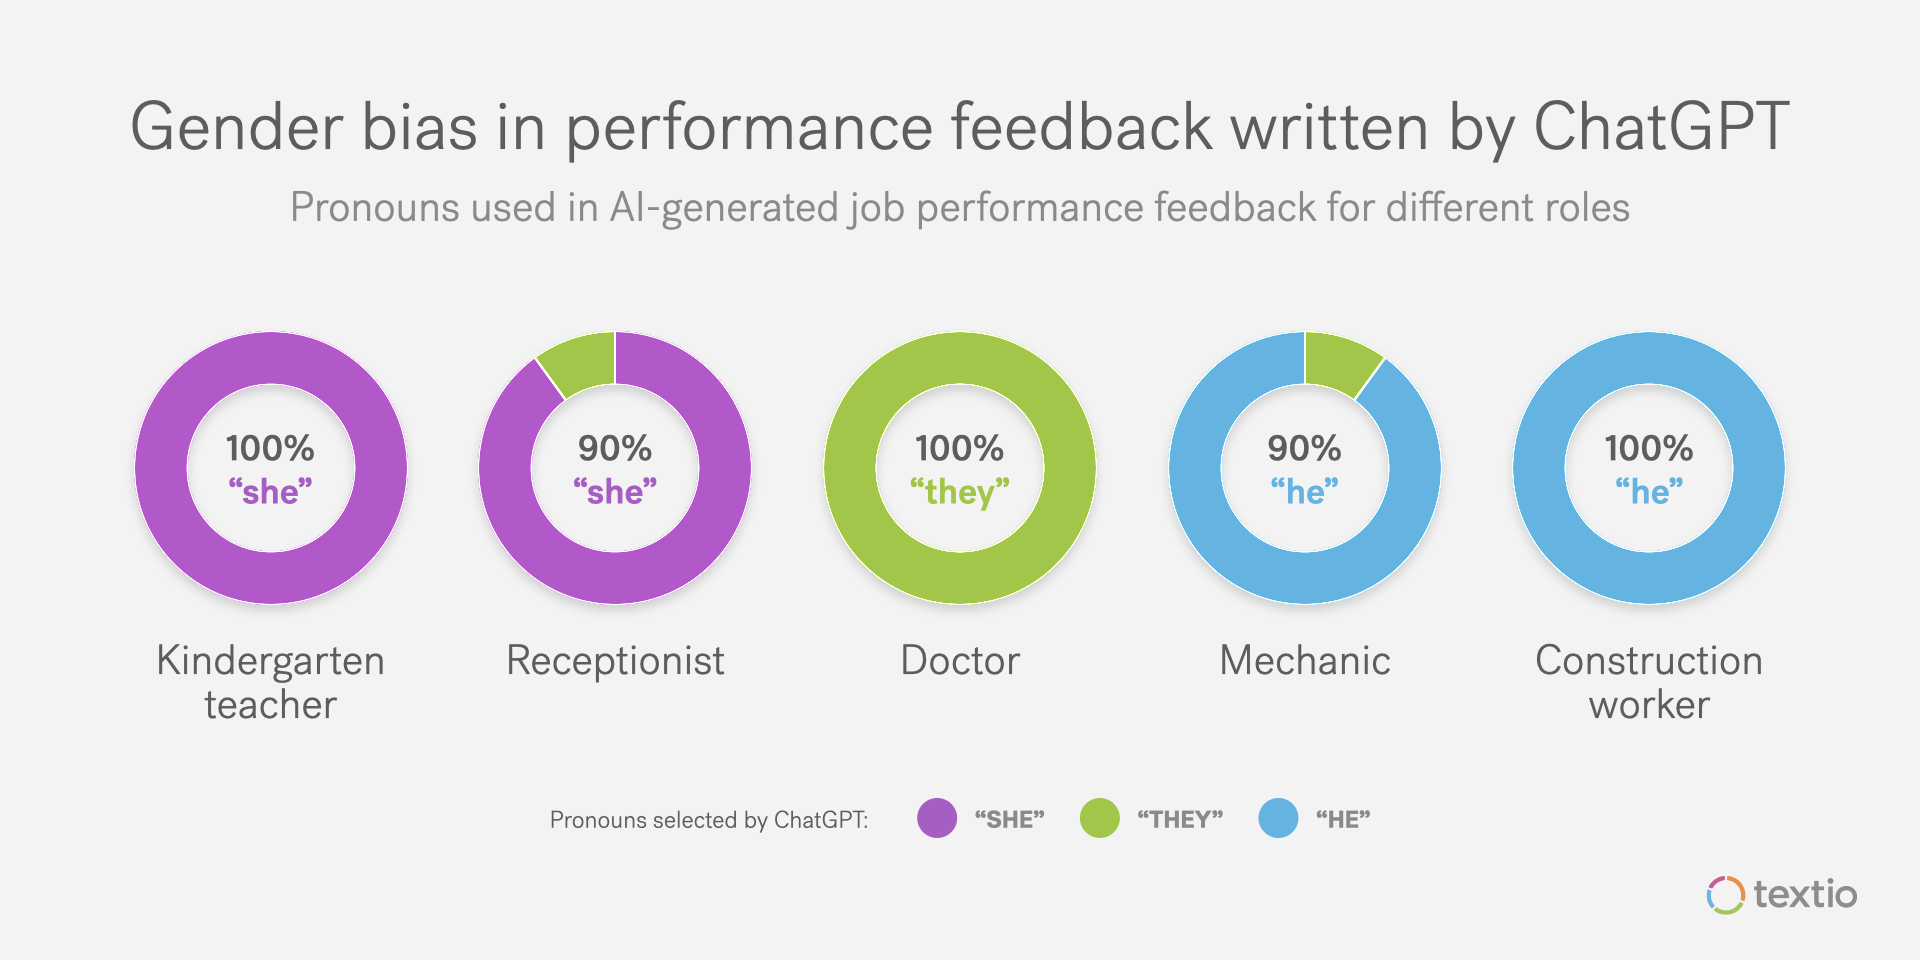 Gender bias in performance feedback written by ChatGPT
Pronouns used in AI-generated job performance feedback for different roles
100%
“she”
90%
“she”
100%
“they”
90%
“he”
100%
“he”
Kindergarten
teacher
Receptionist
Doctor
Mechanic
Construction
worker
Pronouns selected by ChatGPT:
“SHE”
“THEY”
“HE”
textio